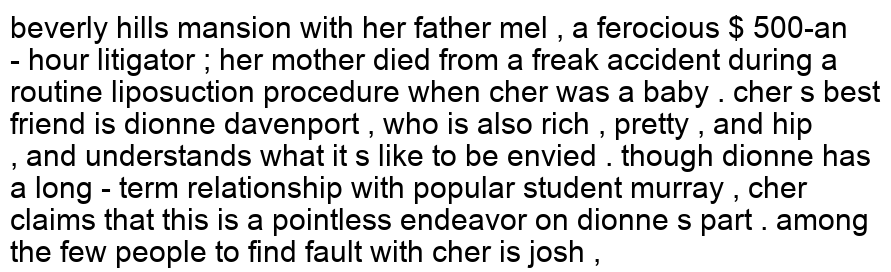 beverly hills mansion with her father mel , a ferocious $ 500-an
- hour litigator ; her mother died from a freak accident during a
routine liposuction procedure when cher was a baby . cher s best
friend is dionne davenport , who is also rich , pretty , and hip
, and understands what it s like to be envied . though dionne has
a long - term relationship with popular student murray , cher
claims that this is a pointless endeavor on dionne s part . among
the few people to find fault with cher is josh ,